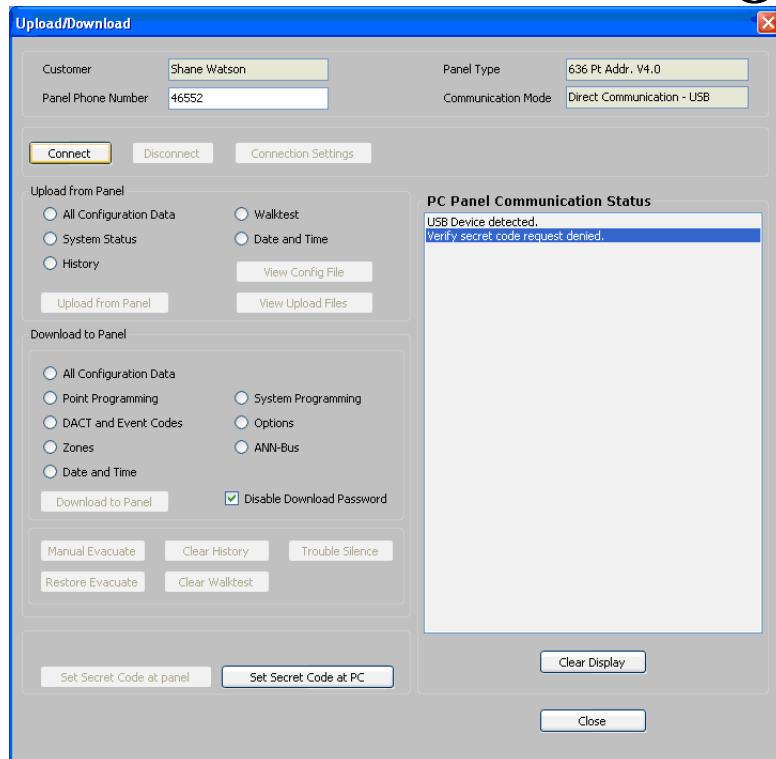 Upload/Download
Customer Shane Watson Panel Type 636 Pt Addr. V4.0
Panel Phone Number 46552 Communication Mode Direct Communication - USB
Connect Disconnect Connection Settings
Upload from Panel
All Configuration Data Walktest
System Status Date and Time
History
View Config File
Upload from Panel View Upload Files
Download to Panel
All Configuration Data
Point Programming System Programming
DACT and Event Codes Options
Zones ANN-Bus
Date and Time
Download to Panel Disable Download Password
Manual Evacuate Clear History Trouble Silence
Restore Evacuate Clear Walktest
Set Secret Code at panel Set Secret Code at PC
PC Panel Communication Status
USB Device detected.
Verify secret code request denied.
Clear Display
Close